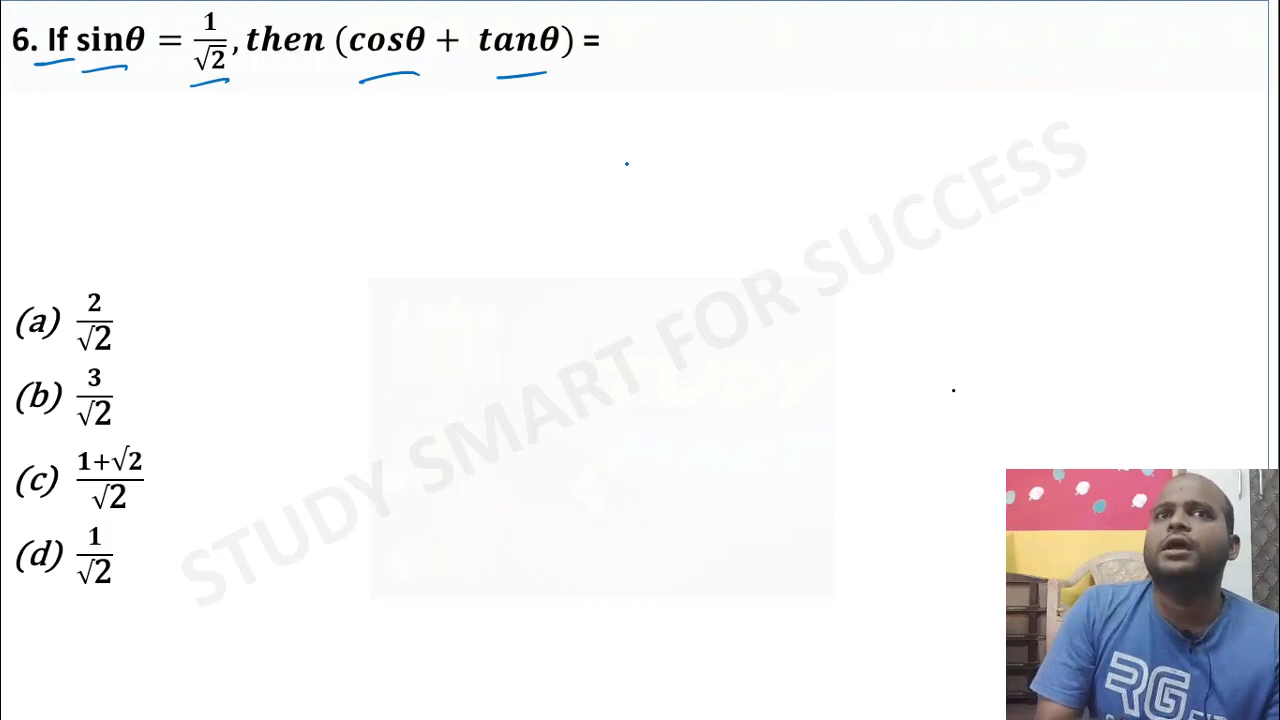 6. If sinθ = 1/√2, then (cosθ + tanθ) =
STUDY SMART FOR SUCCESS
(a) 2/√2
(b) 3/√2
(c) 1+√2/√2
(d) 1/√2
RG